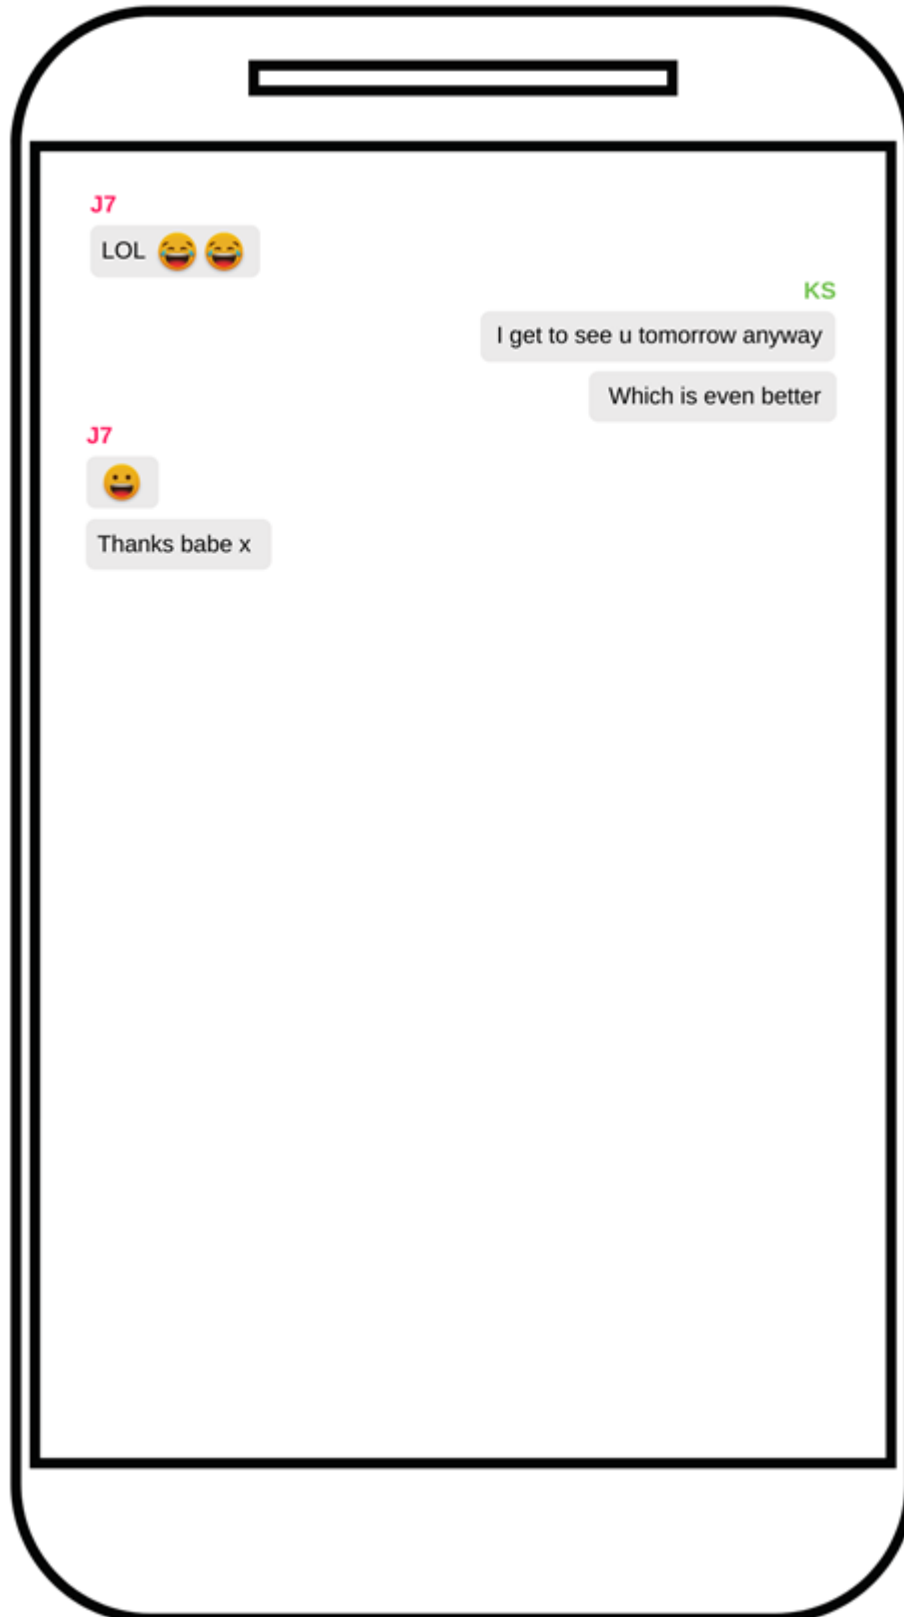 J7
LOL 😂😂
KS
I get to see u tomorrow anyway
Which is even better
J7
😀
Thanks babe x